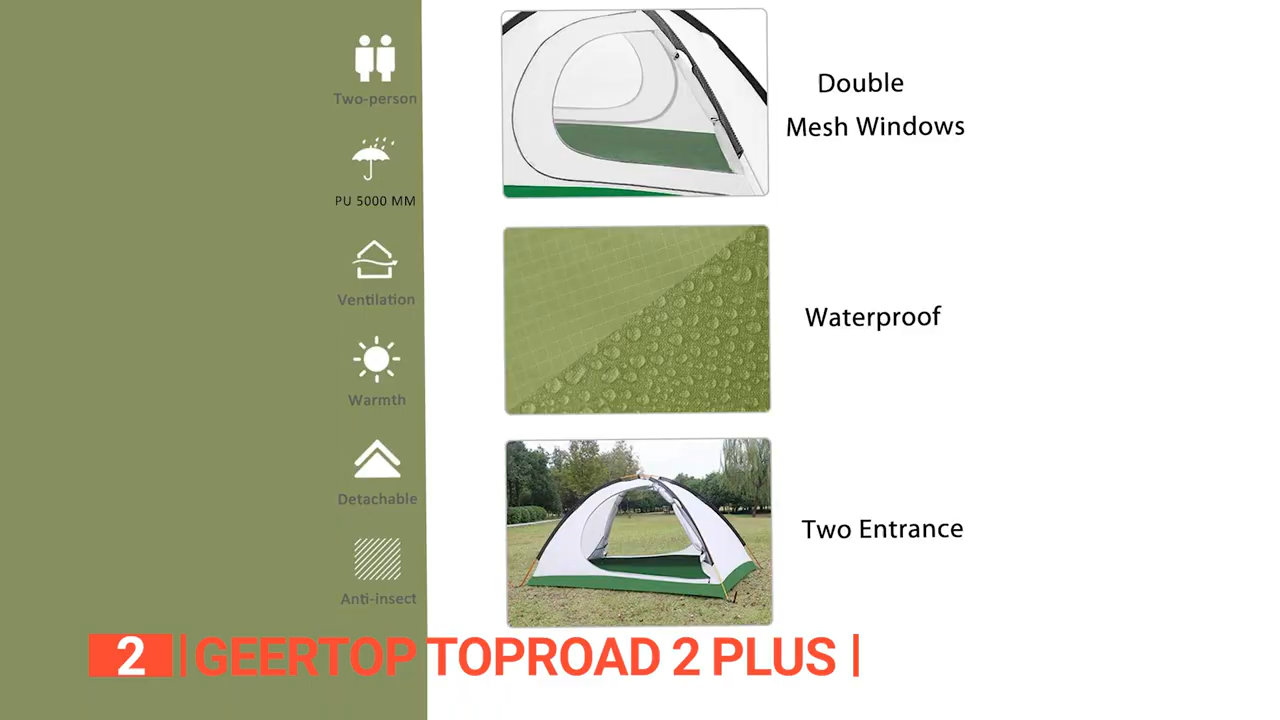 Two-person
PU 5000 MM
Ventilation
Warmth
Detachable
Anti-insect
Double
Mesh Windows
Waterproof
Two Entrance
2 GEERTOP TOPROAD 2 PLUS